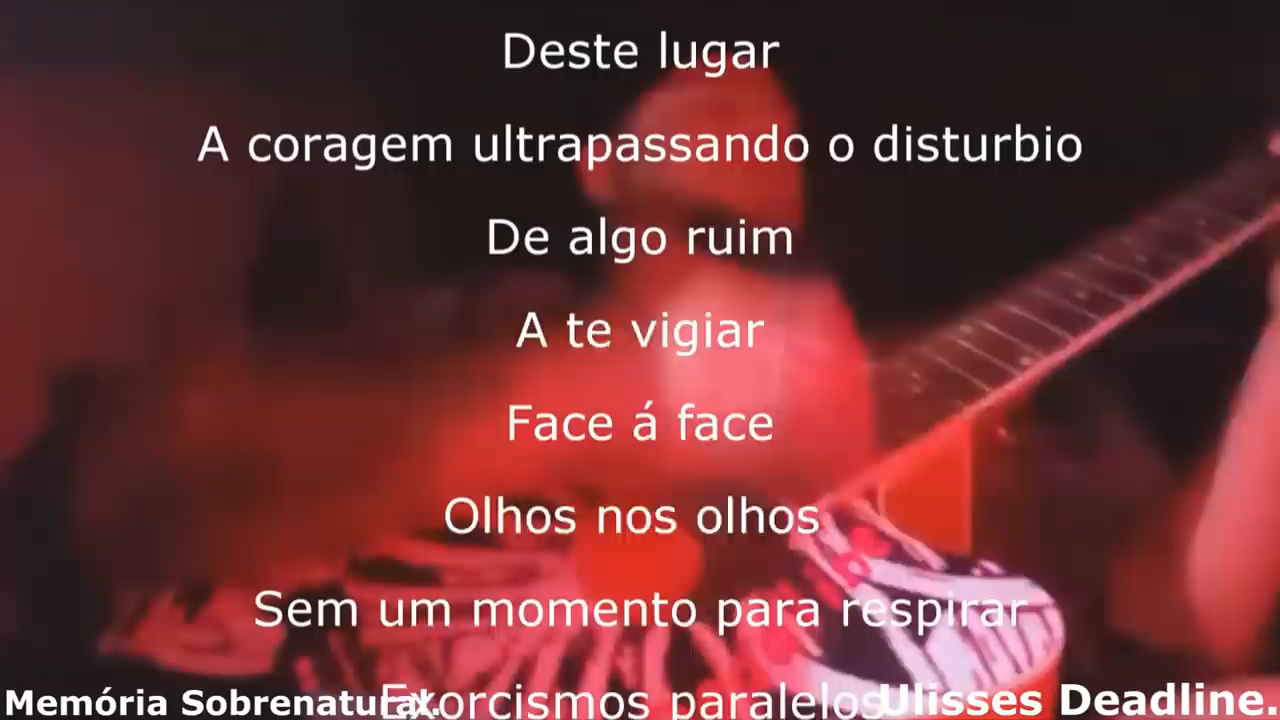 Deste lugar
A coragem ultrapassando o disturbio
De algo ruim
A te vigiar
Face á face
Olhos nos olhos
Sem um momento para respirar
Exorcismos paralelos
Memória Sobrenatural.
Ulisses Deadline.